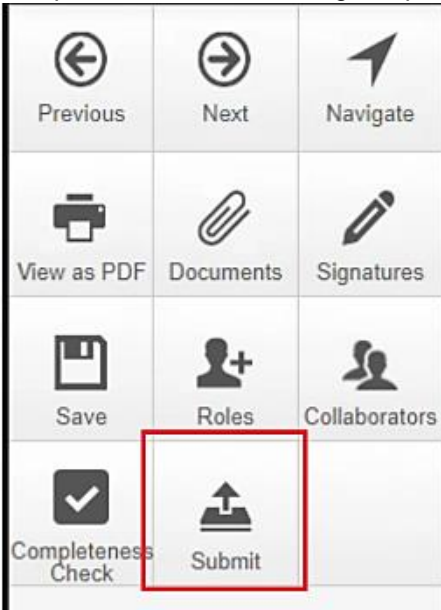 Previous Next Navigate
View as PDF Documents Signatures
Save Roles Collaborators
Completeness
Check
Submit